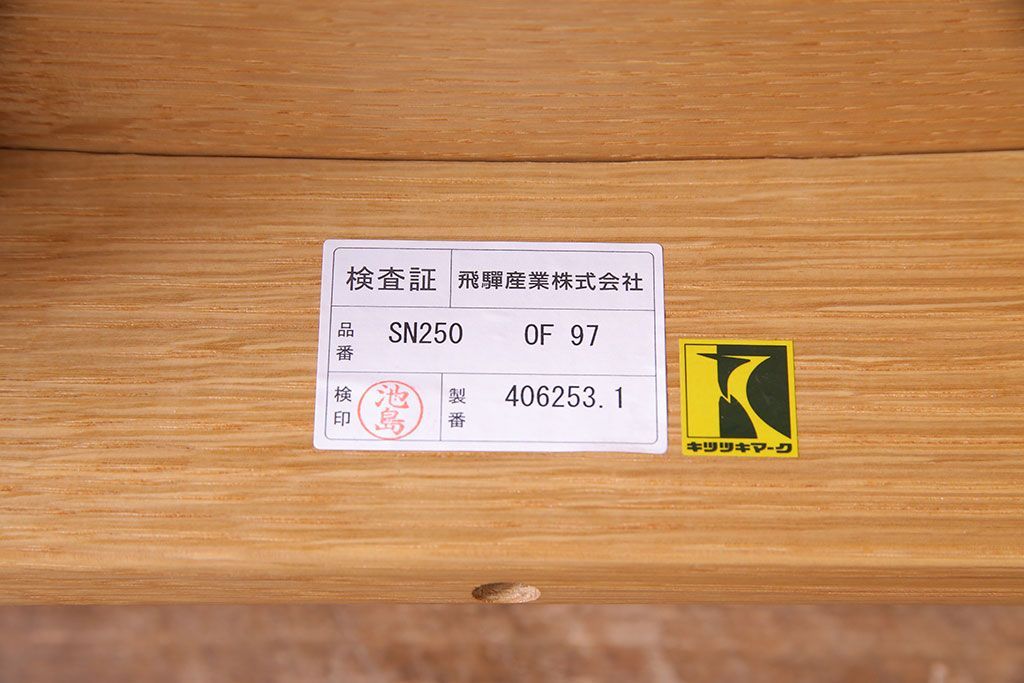 検査証 飛驒産業株式会社
品番 SN250 OF 97
検印 池島 製番 406253.1
キツツキマーク